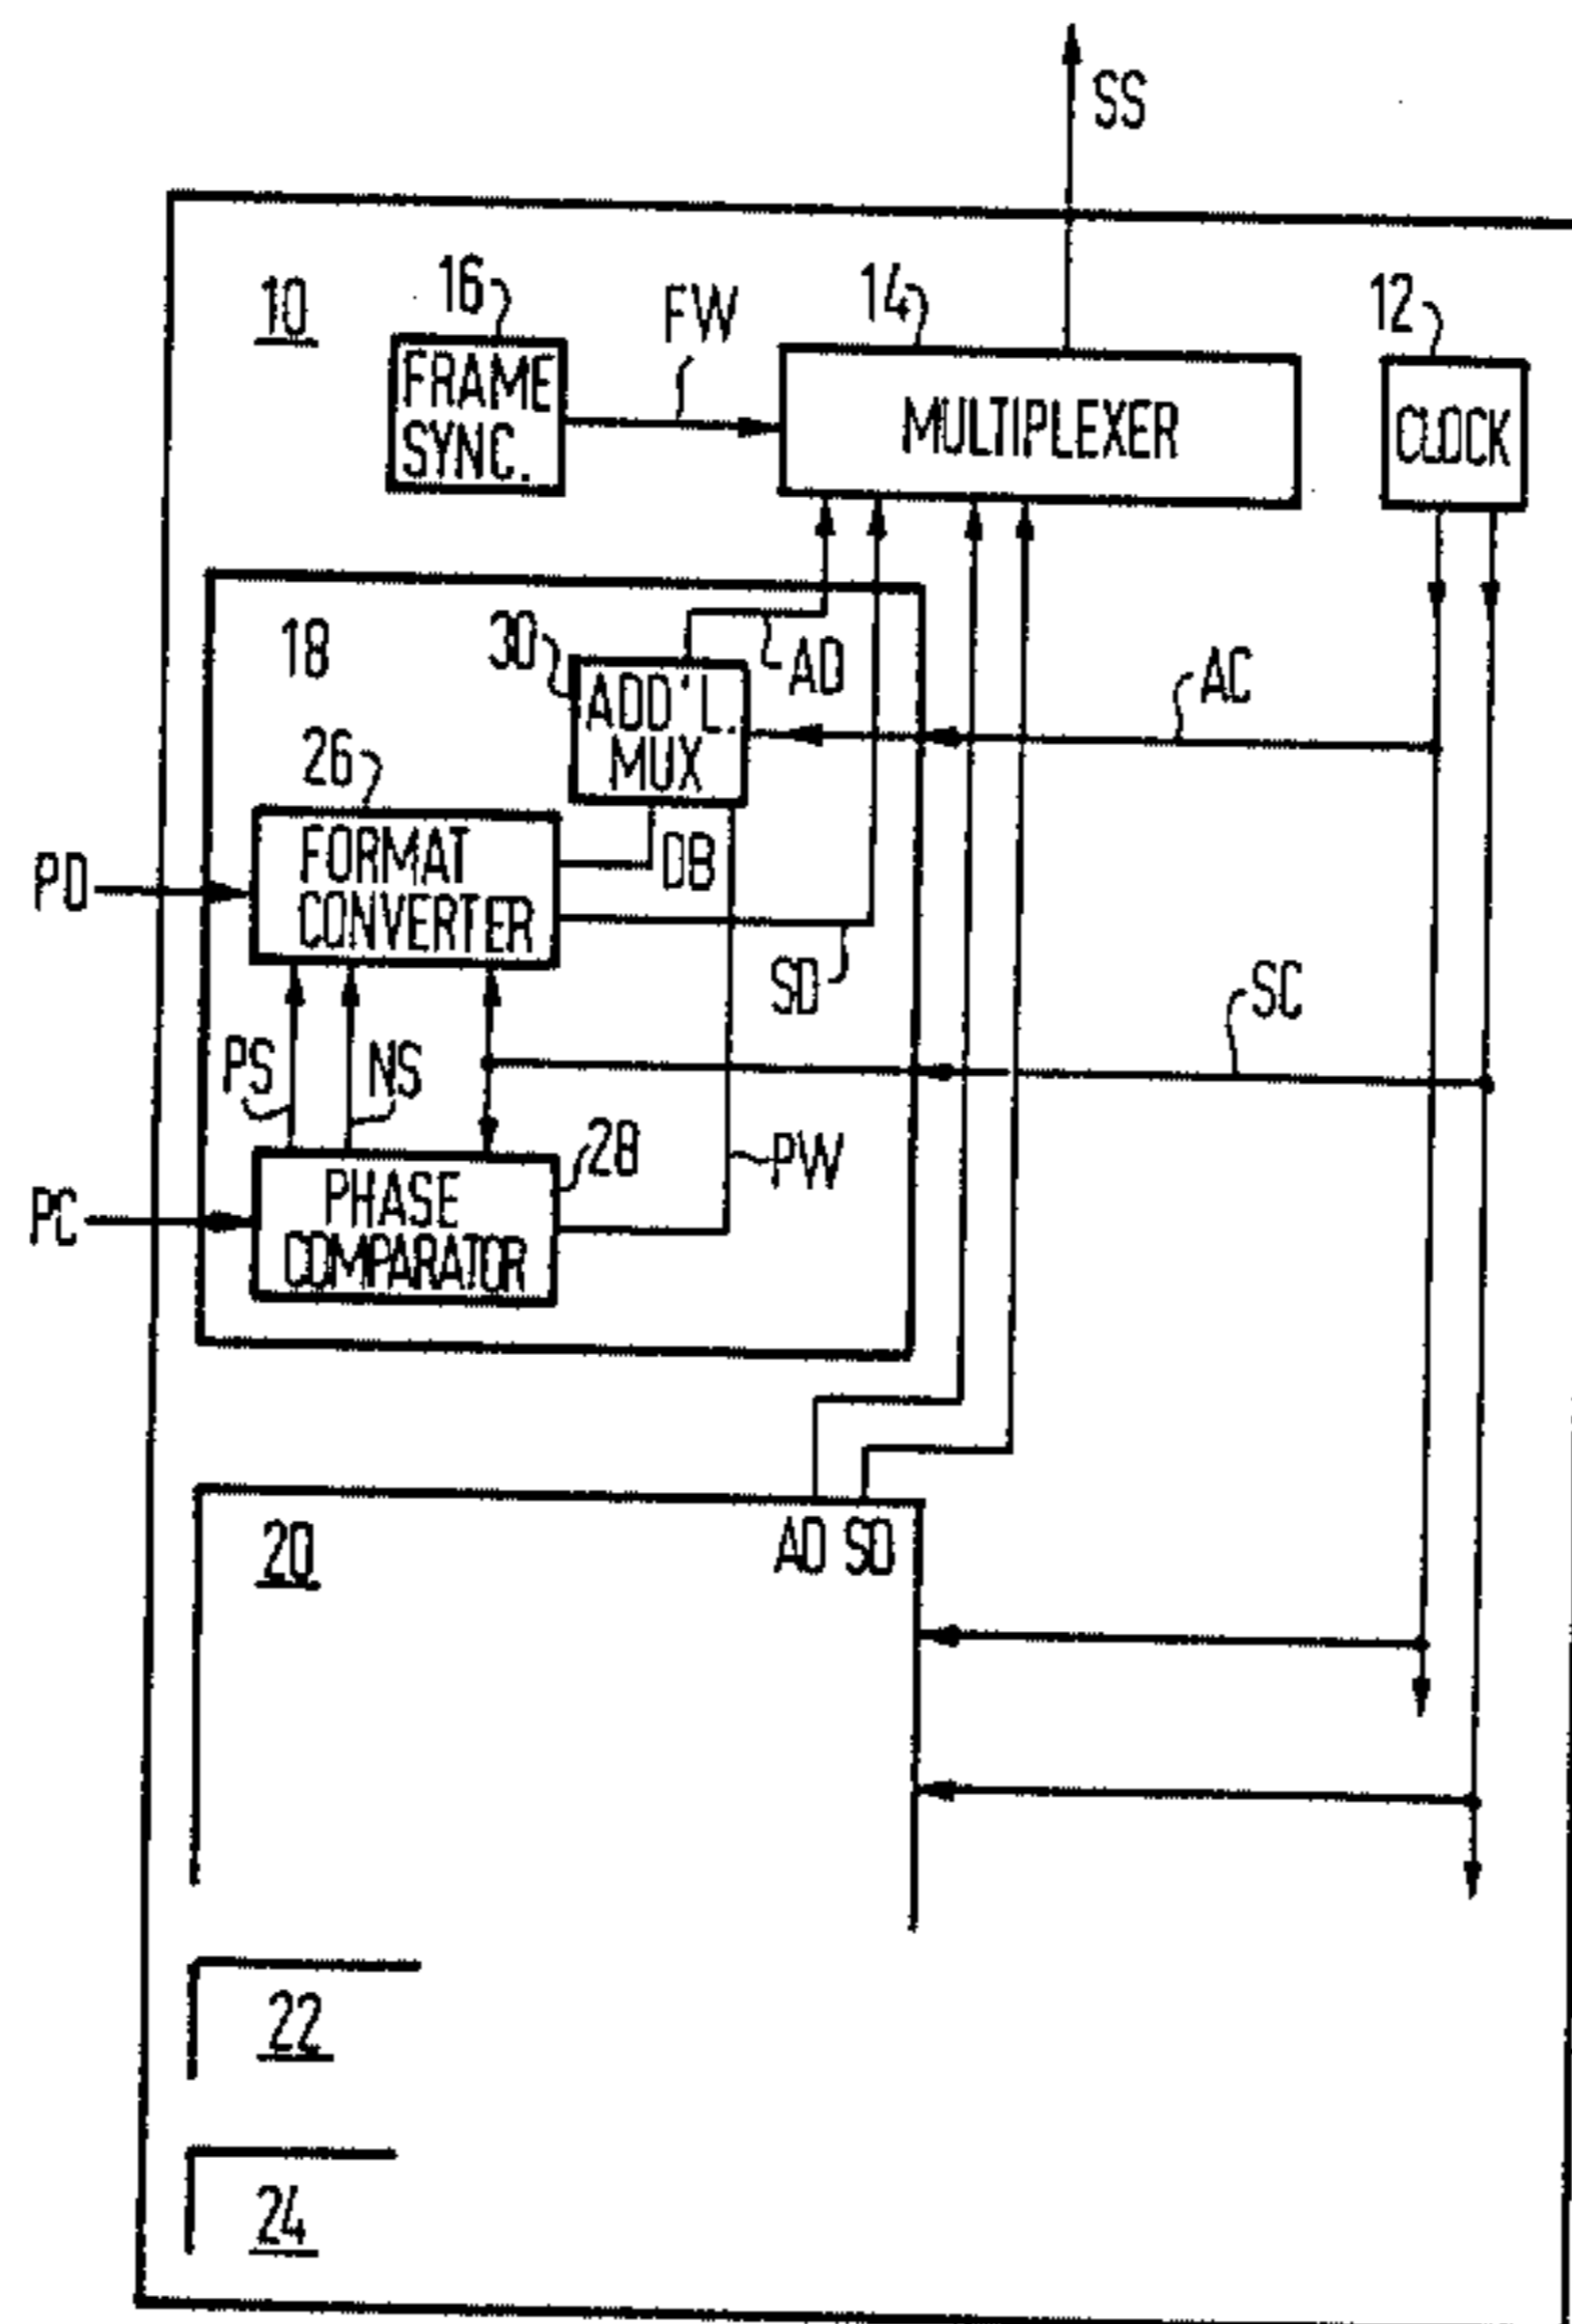 SS
10
16
FW
14
12
FRAME
SYNC.
MULTIPLEXER
CLOCK
18
30
AD
AC
ADD'L.
MUX
26
PD
FORMAT
CONVERTER
DB
SD
SC
PS
NS
28
PW
PC
PHASE
COMPARATOR
20
AD SD
22
24